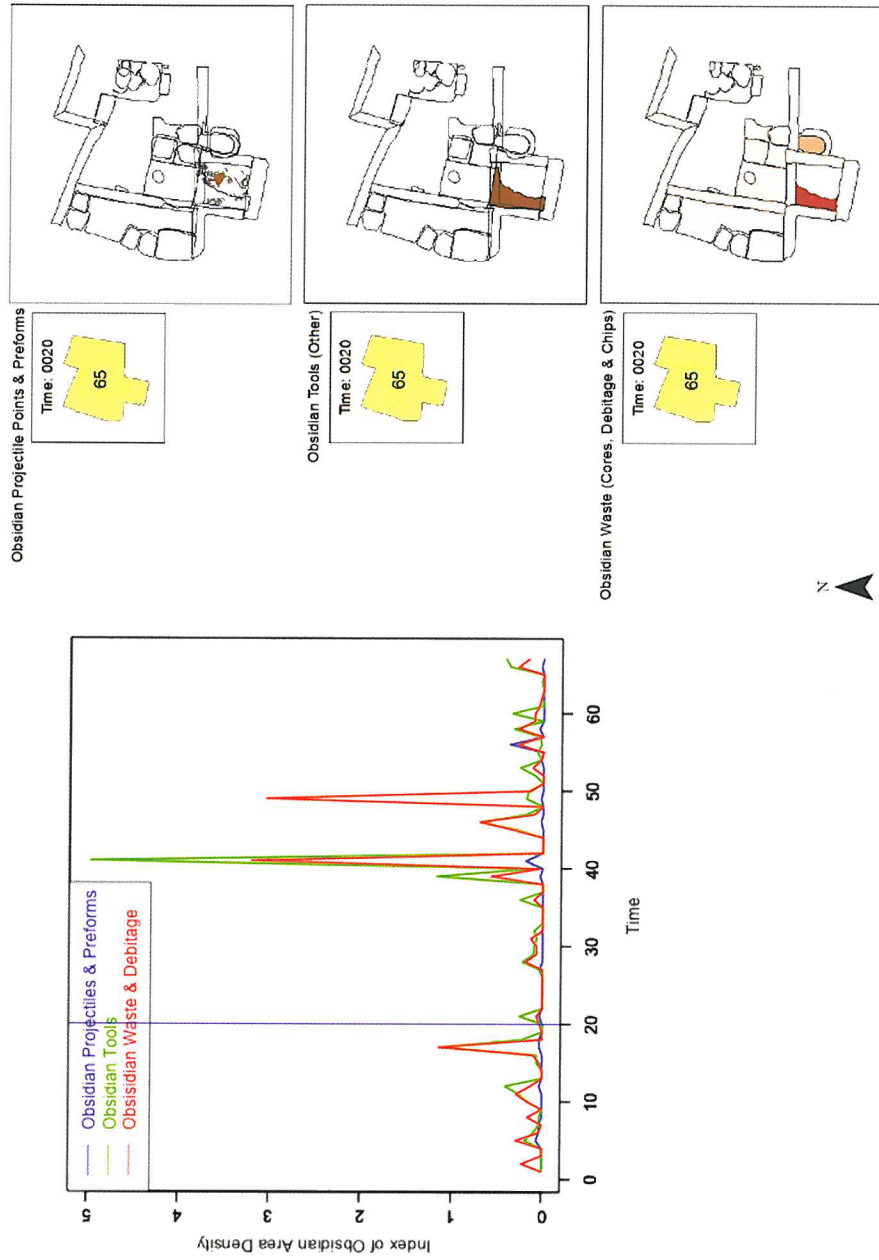 Index of Obsidian Area Density
5
4
3
2
1
0
Obsidian Projectiles & Preforms
Obsidian Tools
Obsisidian Waste & Debitage
0
10
20
30
40
50
60
Time
Obsidian Projectile Points & Preforms
Time: 0020
65
Obsidian Tools (Other)
Time: 0020
65
Obsidian Waste (Cores, Debitage & Chips)
Time: 0020
65
N